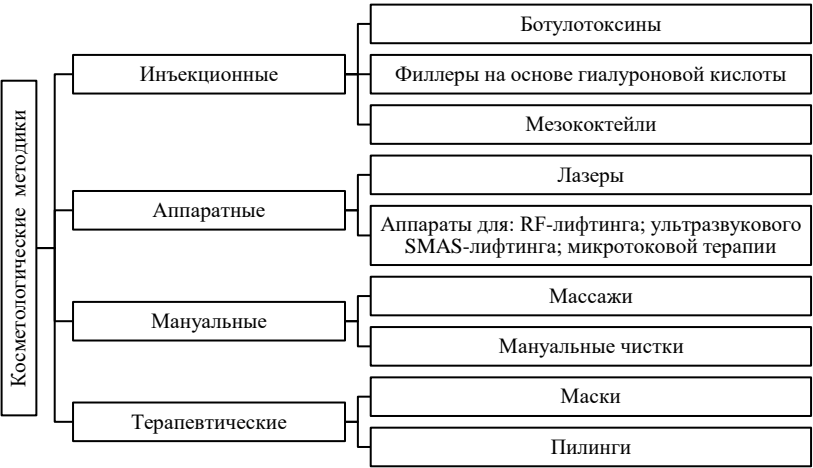 Косметологические методики
Инъекционные
Ботулотоксины
Филлеры на основе гиалуроновой кислоты
Мезококтейли
Аппаратные
Лазеры
Аппараты для: RF-лифтинга; ультразвукового
SMAS-лифтинга; микротоковой терапии
Мануальные
Массажи
Мануальные чистки
Терапевтические
Маски
Пилинги